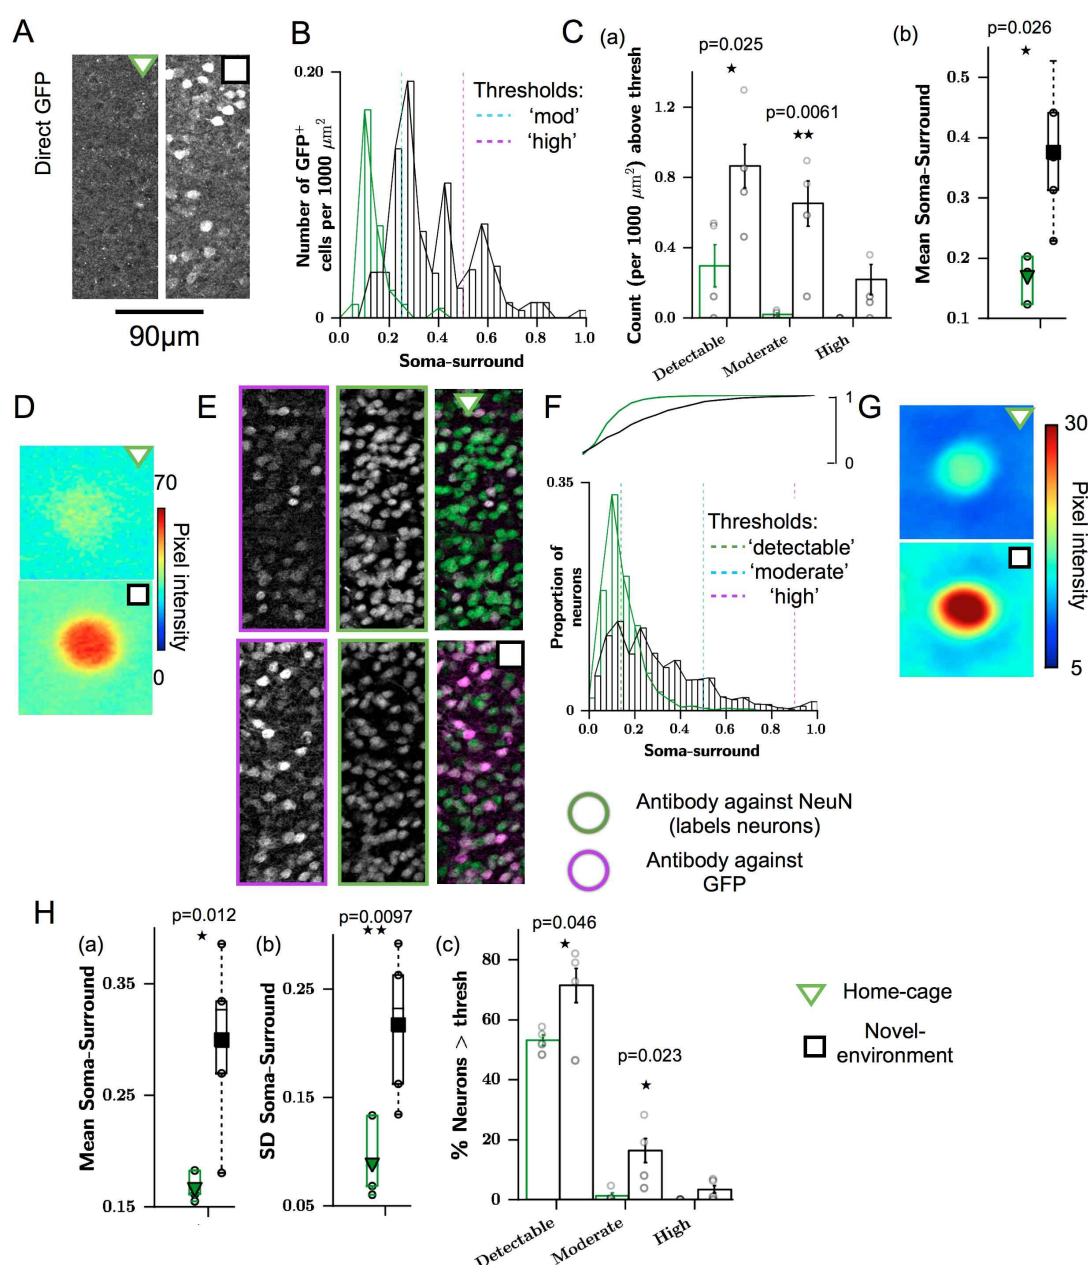 A
Direct GFP
90μm
B
Number of GFP⁺
cells per 1000 μm²
0.20
0
Thresholds:
'mod'
'high'
0.0 0.2 0.4 0.6 0.8 1.0
Soma-surround
C
(a)
Count (per 1000 μm²) above thresh
1.2
0.8
0.4
0.0
p=0.025
★
p=0.0061
★★
Detectable
Moderate
High
(b)
p=0.026
★
Mean Soma-Surround
0.5
0.4
0.3
0.2
0.1
D
70
Pixel intensity
0
E
F
1
0
0.35
Proportion of
neurons
0
Thresholds:
'detectable'
'moderate'
'high'
0.0 0.2 0.4 0.6 0.8 1.0
Soma-surround
G
30
Pixel intensity
5
Antibody against NeuN
(labels neurons)
Antibody against
GFP
H
(a)
p=0.012
★
Mean Soma-Surround
0.35
0.25
0.15
(b)
p=0.0097
★★
SD Soma-Surround
0.25
0.15
0.05
(c)
p=0.046
★
p=0.023
★
% Neurons > thresh
80
60
40
20
0
Detectable
Moderate
High
Home-cage
Novel-
environment